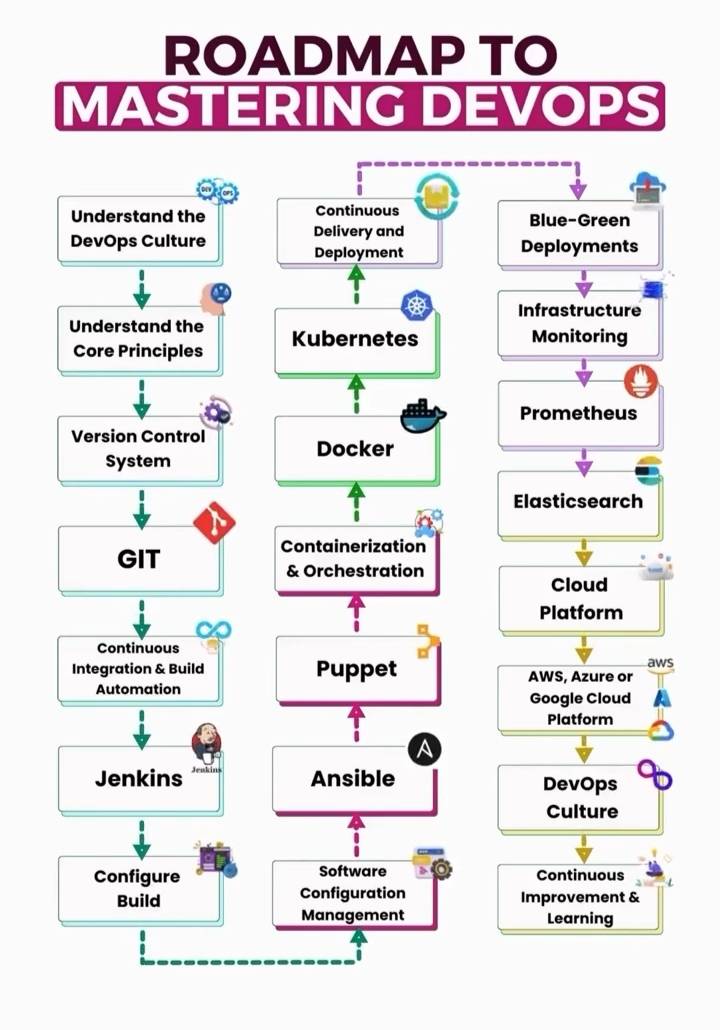 ROADMAP TO
MASTERING DEVOPS
DEV OPS
Understand the
DevOps Culture
Understand the
Core Principles
Version Control
System
GIT
Continuous
Integration & Build
Automation
Jenkins
Jenkins
Configure
Build
Software
Configuration
Management
Ansible
A
Puppet
Containerization
& Orchestration
Docker
Kubernetes
Continuous
Delivery and
Deployment
Blue-Green
Deployments
Infrastructure
Monitoring
Prometheus
Elasticsearch
Cloud
Platform
aws
AWS, Azure or
Google Cloud
Platform
DevOps
Culture
Continuous
Improvement &
Learning